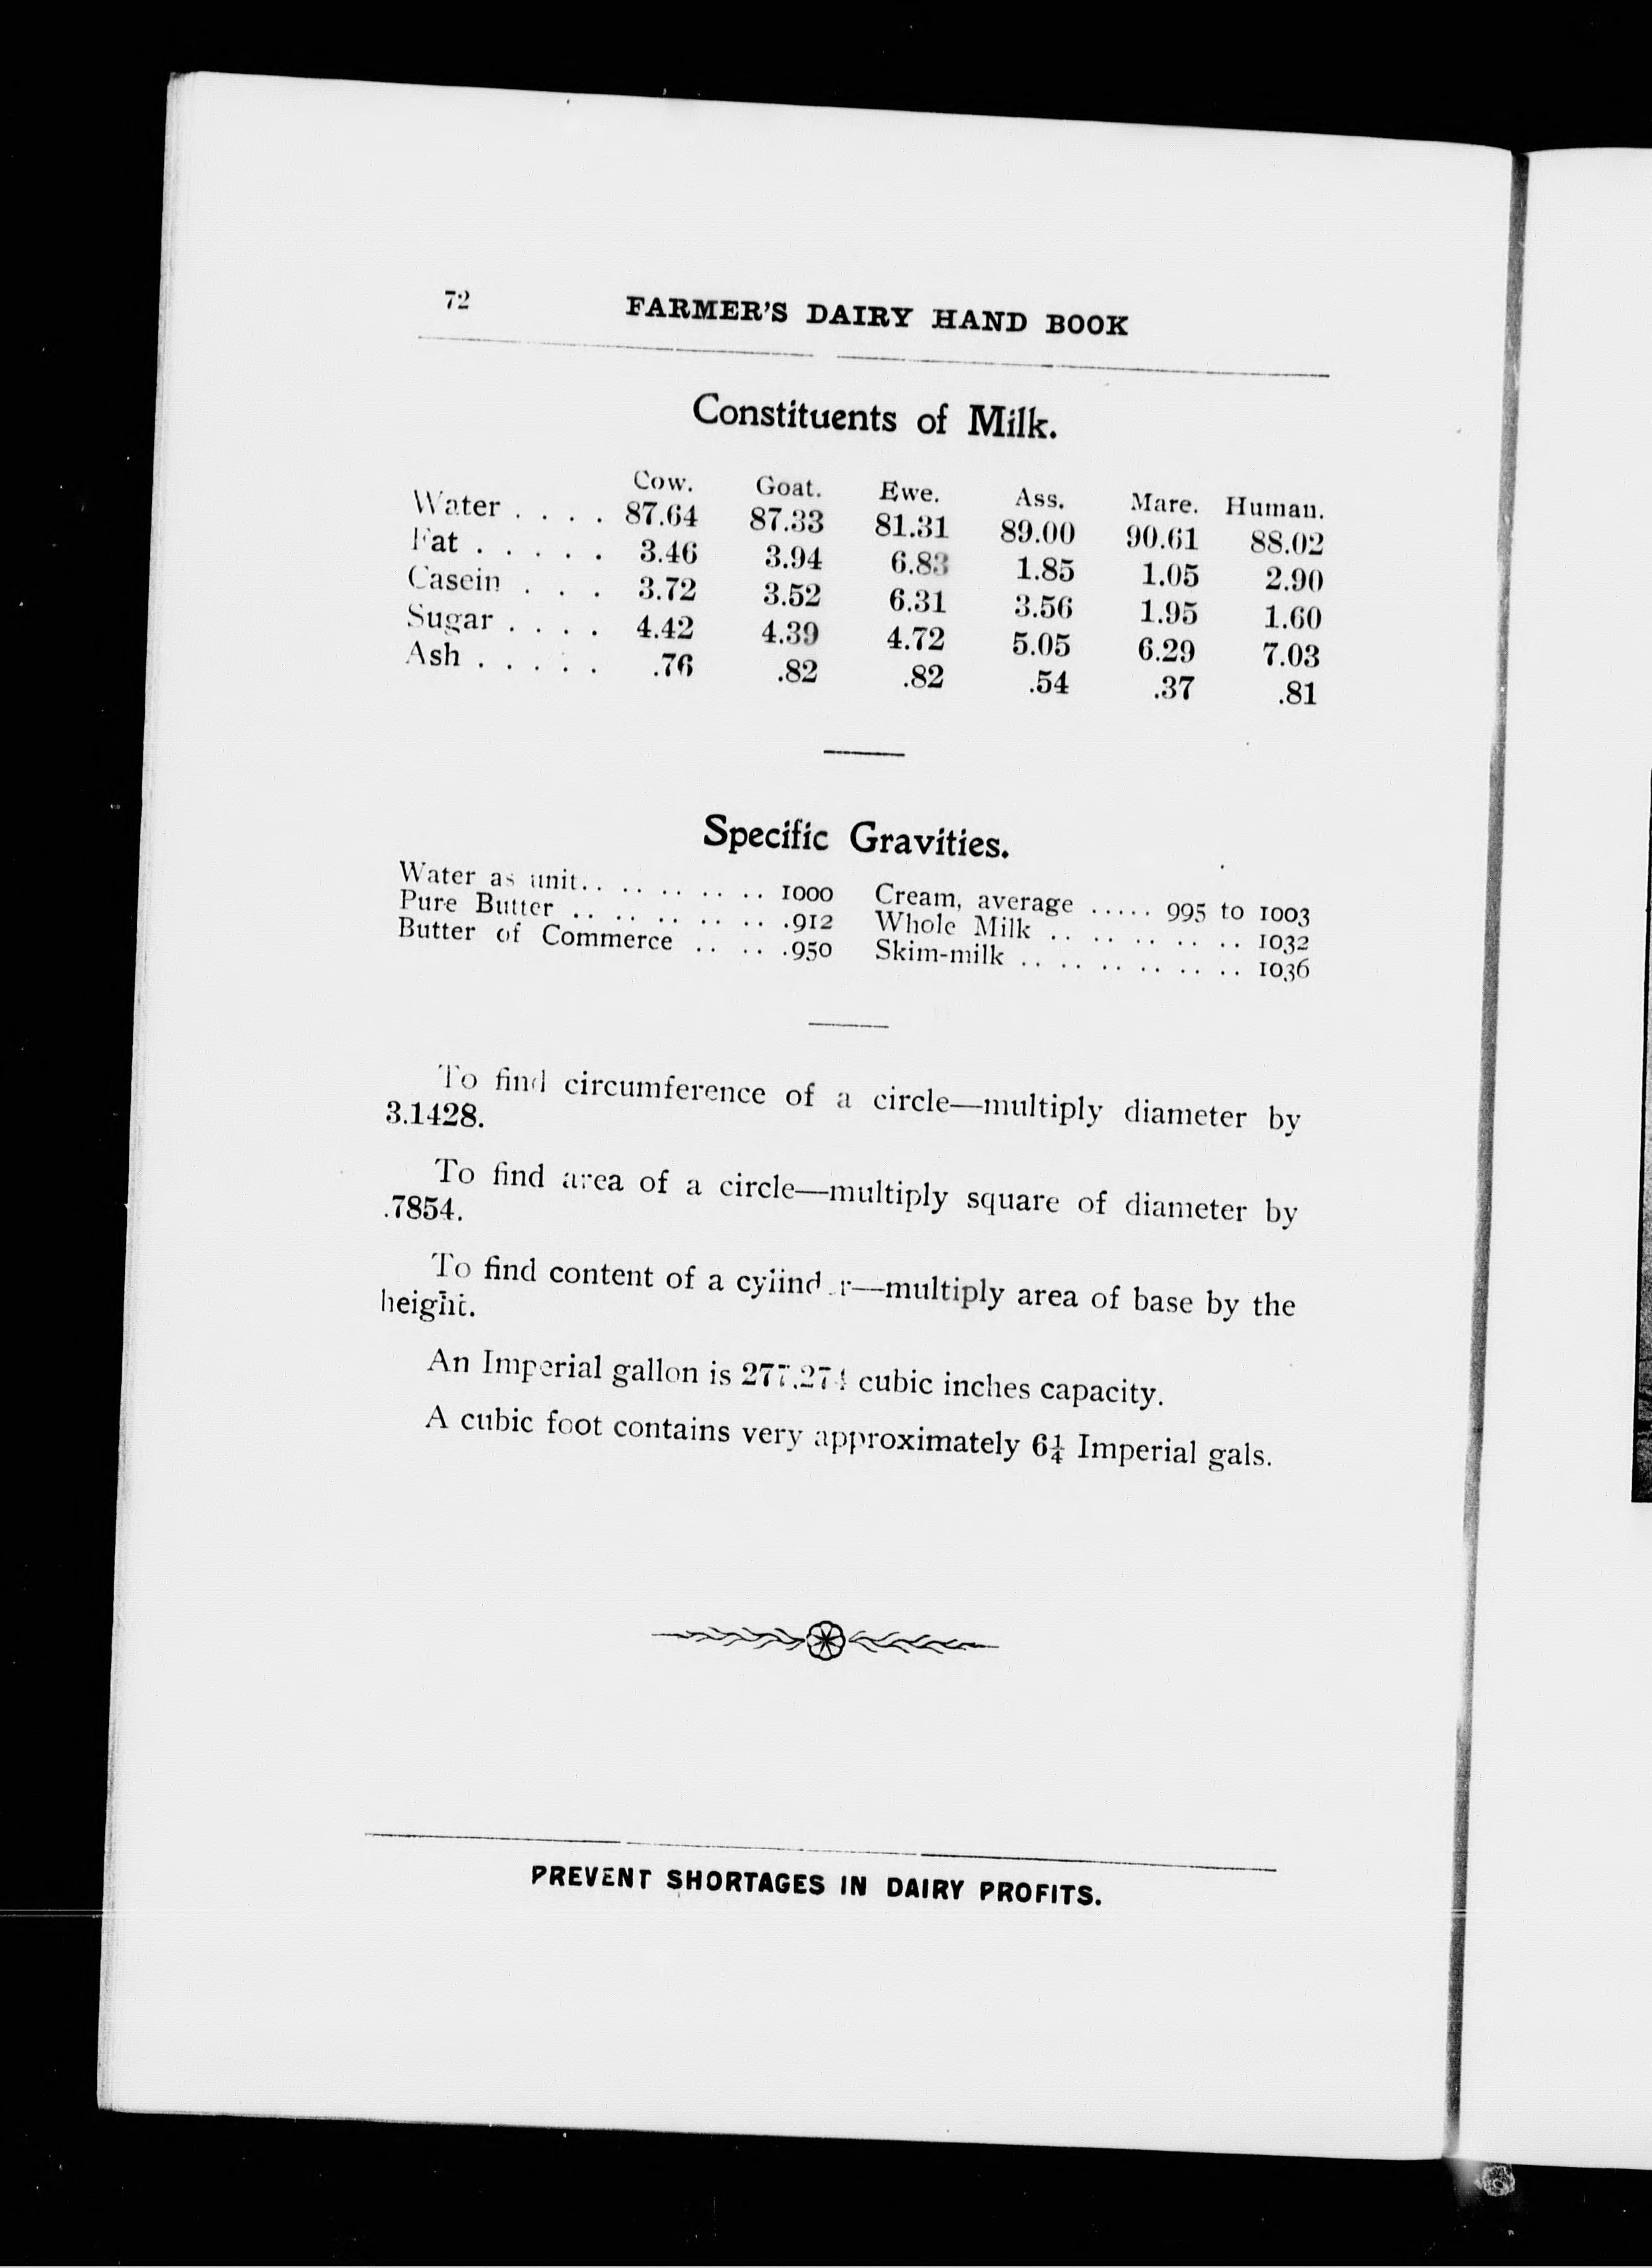 72 FARMER'S DAIRY HAND BOOK
Constituents of Milk.
Cow. Goat. Ewe. Ass. Mare. Human.
Water . . . . 87.64 87.33 81.31 89.00 90.61 88.02
Fat . . . . . 3.46 3.94 6.83 1.85 1.05 2.90
Casein . . . 3.72 3.52 6.31 3.56 1.95 1.60
Sugar . . . . 4.42 4.39 4.72 5.05 6.29 7.03
Ash . . . . . .76 .82 .82 .54 .37 .81
Specific Gravities.
Water as unit.. .. .. .. .. 1000 Cream, average ..... 995 to 1003
Pure Butter .. .. .. .. .. .912 Whole Milk .. .. .. .. .. 1032
Butter of Commerce .. .. .950 Skim-milk .. .. .. .. .. .. 1036
To find circumference of a circle—multiply diameter by
3.1428.
To find area of a circle—multiply square of diameter by
.7854.
To find content of a cylinder—multiply area of base by the
height.
An Imperial gallon is 277.274 cubic inches capacity.
A cubic foot contains very approximately 6¼ Imperial gals.
PREVENT SHORTAGES IN DAIRY PROFITS.